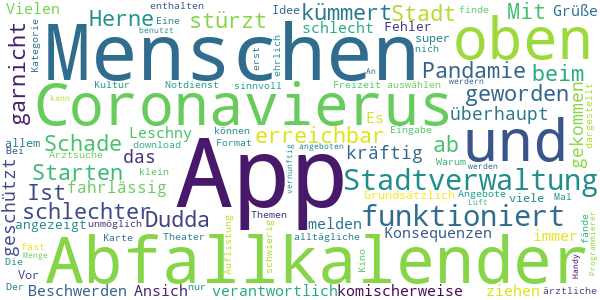 Vielen enthalten Idee kümmert Stadt Mit Grüße
Kategorie Eine Herne stürzt schlecht Fehler finde
garnicht Menschen super oben
Kultur Notdienst sinnvoll erst ehrlich nich Pandamie beim
benutzt Freizeit auswählen An werdern geworden
Coronavierus und gekommen dargestellt
allem Leschny können Es Eingabe überhaupt
Bei Schade das download Format erreichbar ab Warum
Arztsuche klein App kräftig werden Angebote Mal
geschützt Starten fahrlässig vernünftig angeboten Stadtverwaltung
Ist Grundsätzlich viele Luft
schlechter Dudda Themen melden funktioniert
angezeigt unmöglich Auflistung schwierig Konsequenzen fände
Die Vor Karte Theater alltägliche immer Programmierer
fast Menge Abfallkalender Kino Handy kann
Der Beschwerden Ansich nur verantwortlich komischerweise ziehen ärztliche